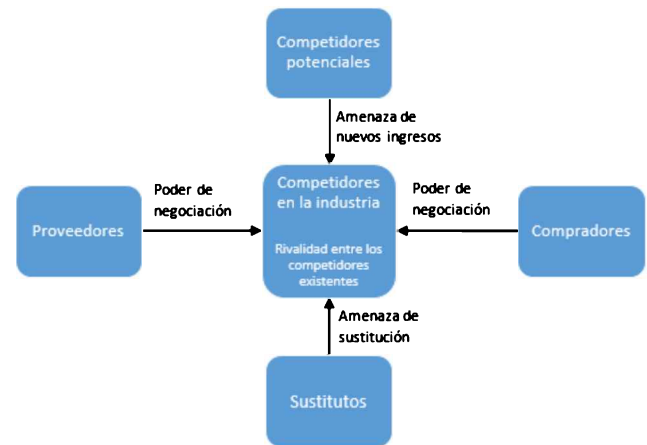 Competidores
potenciales
Amenaza de
nuevos ingresos
Proveedores
Poder de
negociación
Competidores
en la industria
Rivalidad entre los
competidores
existentes
Poder de
negociación
Compradores
Amenaza de
sustitución
Sustitutos